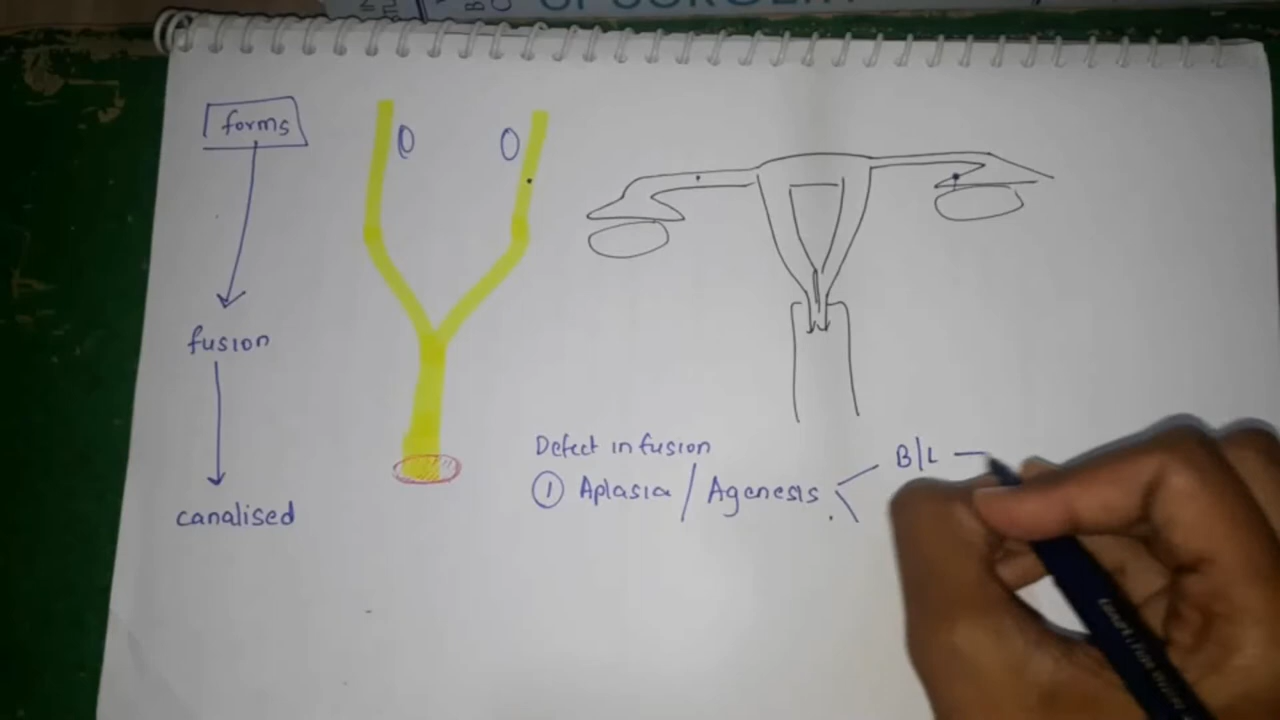 forms
fusion
canalised
Defect in fusion
① Aplasia / Agenesis
B/L —